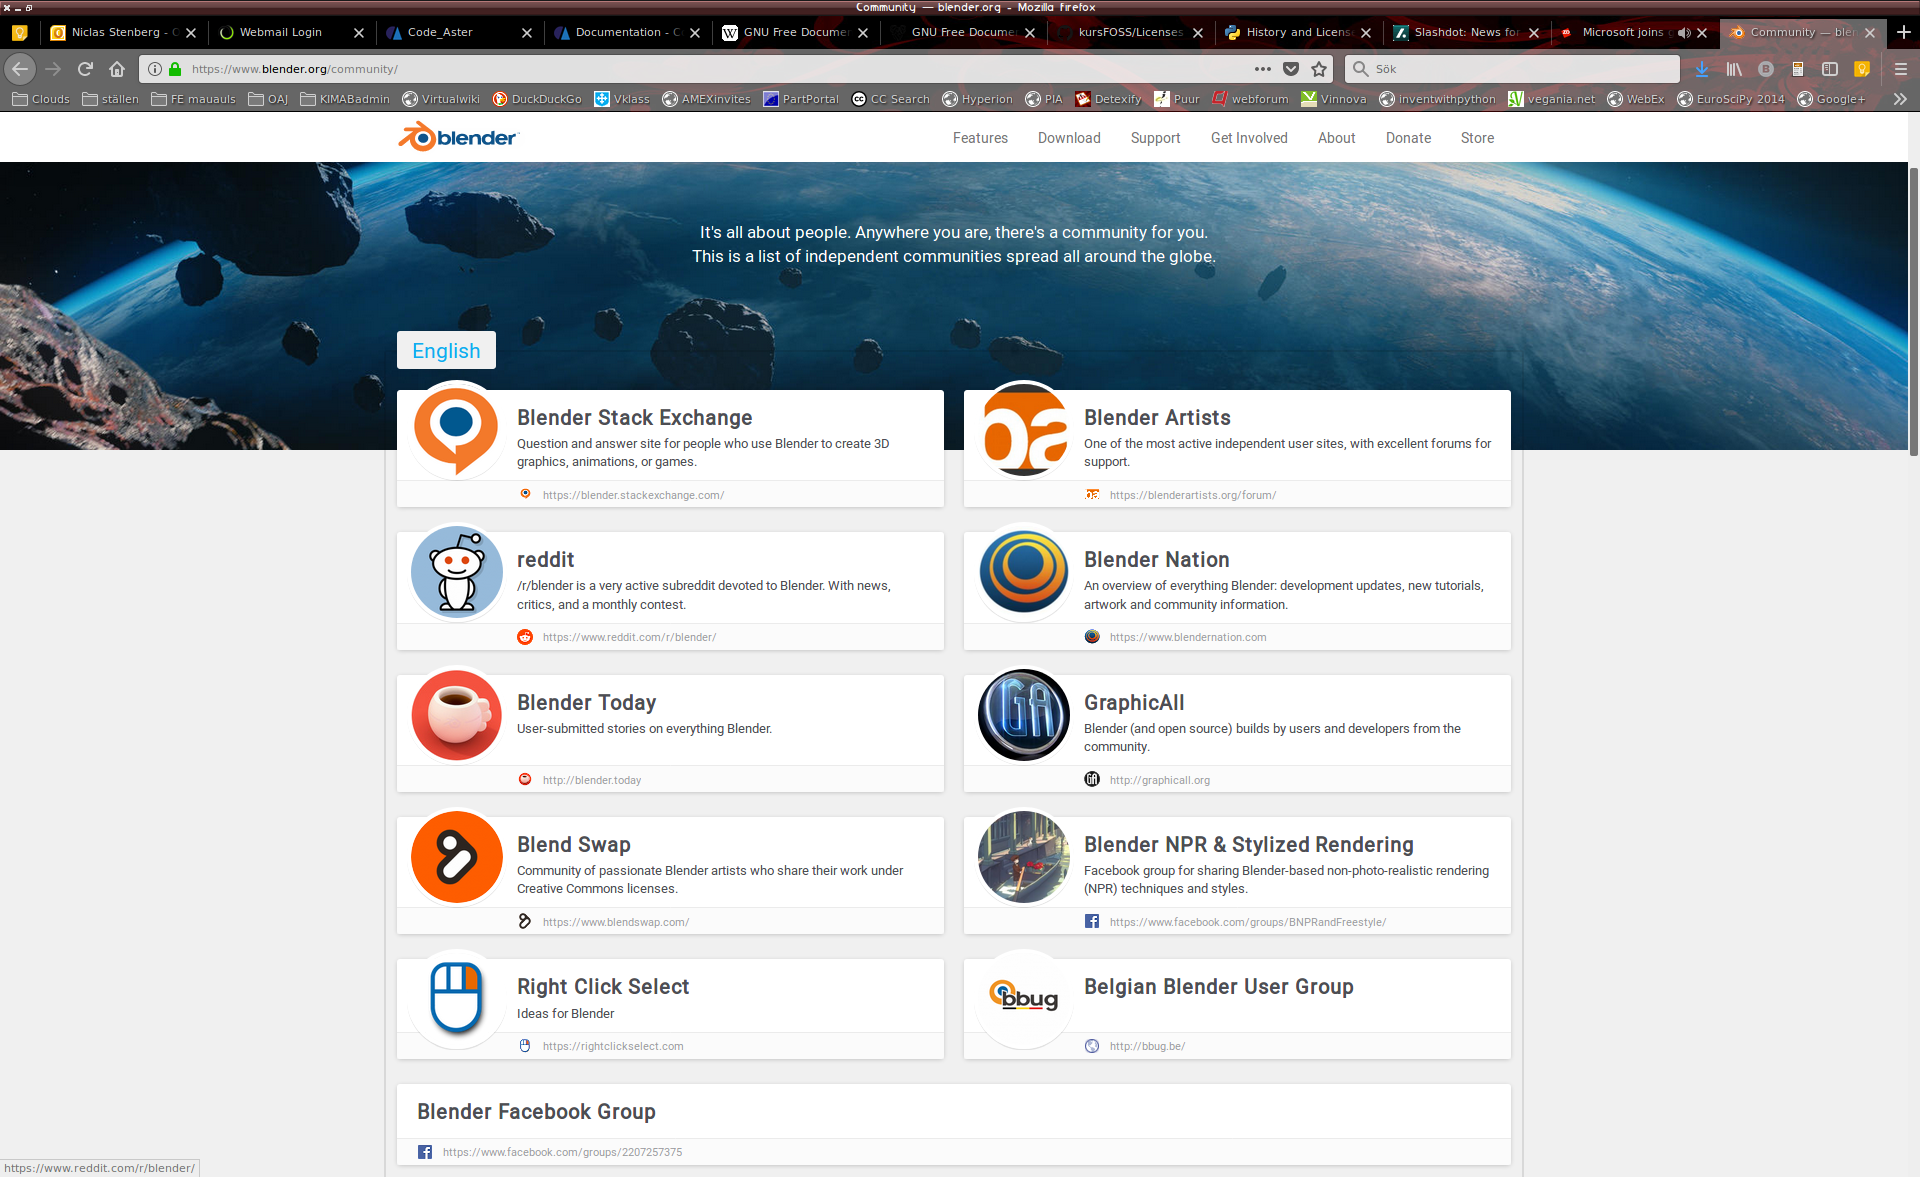 Community — blender.org - Mozilla Firefox
Niclas Stenberg - O
Webmail Login
Code_Aster
Documentation - C
GNU Free Docume
GNU Free Docume
kursFOSS/Licenses
History and Licens
Slashdot: News for
Microsoft joins
Community — bler
https://www.blender.org/community/
Sök
Clouds
ställen
FE mauauls
OAJ
KIMABadmin
Virtualwiki
DuckDuckGo
Vklass
AMEXinvites
PartPortal
CC Search
Hyperion
PIA
Detexify
Puur
webforum
Vinnova
inventwithpython
vegania.net
WebEx
EuroSciPy 2014
Google+
blender
Features
Download
Support
Get Involved
About
Donate
Store
It's all about people. Anywhere you are, there's a community for you.
This is a list of independent communities spread all around the globe.
English
Blender Stack Exchange
Question and answer site for people who use Blender to create 3D
graphics, animations, or games.
https://blender.stackexchange.com/
ba
Blender Artists
One of the most active independent user sites, with excellent forums for
support.
https://blenderartists.org/forum/
reddit
/r/blender is a very active subreddit devoted to Blender. With news,
critics, and a monthly contest.
https://www.reddit.com/r/blender/
Blender Nation
An overview of everything Blender: development updates, new tutorials,
artwork and community information.
https://www.blendernation.com
Blender Today
User-submitted stories on everything Blender.
http://blender.today
GA
GraphicAll
Blender (and open source) builds by users and developers from the
community.
http://graphicall.org
Blend Swap
Community of passionate Blender artists who share their work under
Creative Commons licenses.
https://www.blendswap.com/
Blender NPR & Stylized Rendering
Facebook group for sharing Blender-based non-photo-realistic rendering
(NPR) techniques and styles.
https://www.facebook.com/groups/BNPRandFreestyle/
Right Click Select
Ideas for Blender
https://rightclickselect.com
bbug
Belgian Blender User Group
http://bbug.be/
Blender Facebook Group
https://www.facebook.com/groups/2207257375
https://www.reddit.com/r/blender/